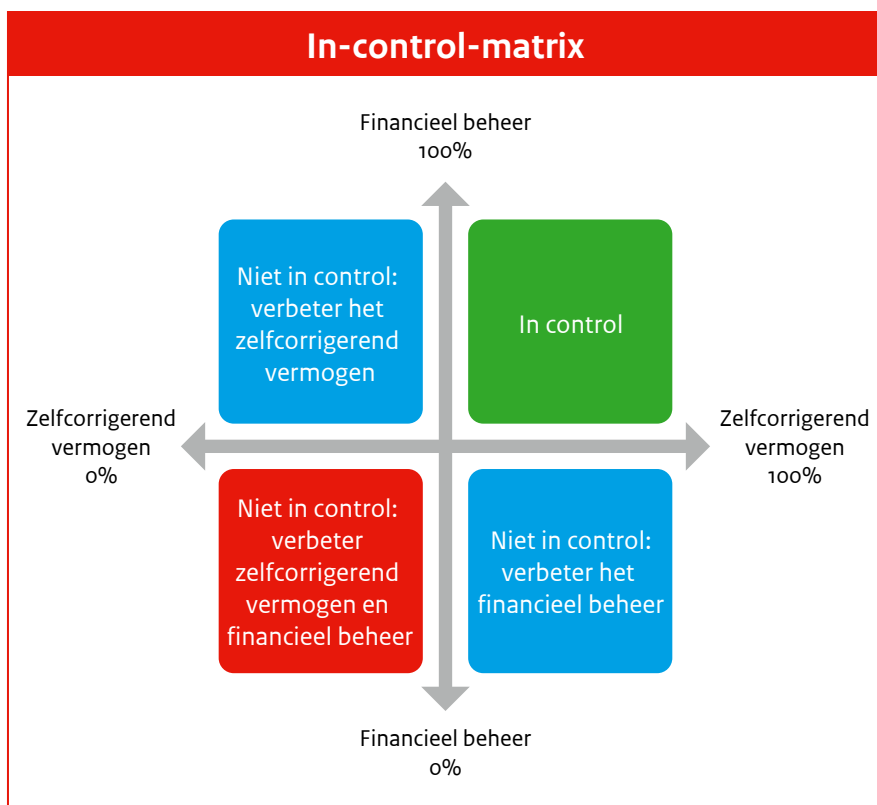 In-control-matrix
Financieel beheer
100%
Niet in control:
verbeter het
zelfcorrigerend
vermogen
In control
Zelfcorrigerend
vermogen
0%
Zelfcorrigerend
vermogen
100%
Niet in control:
verbeter
zelfcorrigerend
vermogen en
financieel beheer
Niet in control:
verbeter het
financieel beheer
Financieel beheer
0%